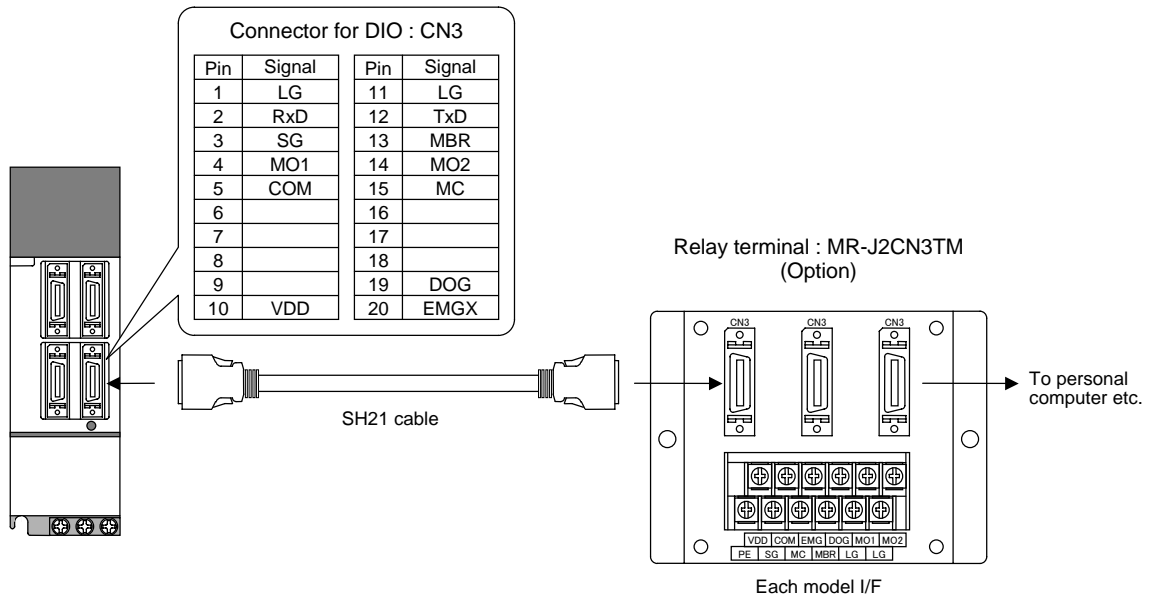 Connector for DIO : CN3
Pin Signal Pin Signal
1 LG 11 LG
2 RxD 12 TxD
3 SG 13 MBR
4 MO1 14 MO2
5 COM 15 MC
6 16
7 17
8 18
9 19 DOG
10 VDD 20 EMGX
Relay terminal : MR-J2CN3TM
(Option)
CN3 CN3 CN3
To personal
computer etc.
SH21 cable
VDD COM EMG DOG MO1 MO2
PE SG MC MBR LG LG
Each model I/F